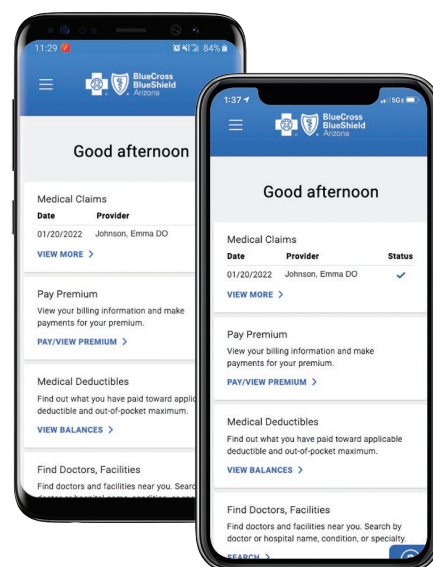 11:29
84%
BlueCross
BlueShield
Arizona
Good afternoon
Medical Claims
Date Provider
01/20/2022 Johnson, Emma DO
VIEW MORE >
Pay Premium
View your billing information and make
payments for your premium.
PAY/VIEW PREMIUM >
Medical Deductibles
Find out what you have paid toward applic
deductible and out-of-pocket maximum.
VIEW BALANCES >
Find Doctors, Facilities
Find doctors and facilities near you. Searc
1:37
5GE
BlueCross
BlueShield
Arizona
Good afternoon
Medical Claims
Date Provider Status
01/20/2022 Johnson, Emma DO ✓
VIEW MORE >
Pay Premium
View your billing information and make
payments for your premium.
PAY/VIEW PREMIUM >
Medical Deductibles
Find out what you have paid toward applicable
deductible and out-of-pocket maximum.
VIEW BALANCES >
Find Doctors, Facilities
Find doctors and facilities near you. Search by
doctor or hospital name, condition, or specialty.
SEARCH >